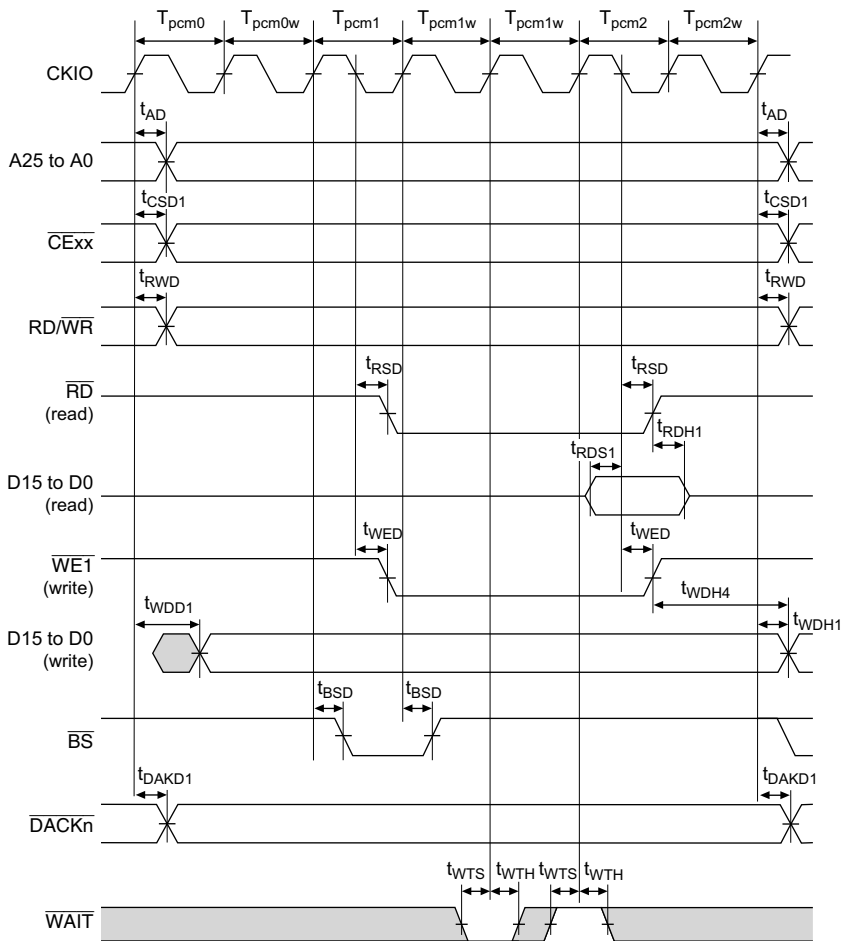 Tpcm0 Tpcm0w Tpcm1 Tpcm1w Tpcm1w Tpcm2 Tpcm2w
CKIO
tAD tAD
A25 to A0
tCSD1 tCSD1
CExx
tRWD tRWD
RD/WR
tRSD tRSD
RD
(read)
tRDH1
tRDS1
D15 to D0
(read)
tWED tWED
WE1
(write)
tWDH4
tWDD1 tWDH1
D15 to D0
(write)
tBSD tBSD
BS
tDAKD1 tDAKD1
DACKn
tWTS tWTH tWTS tWTH
WAIT